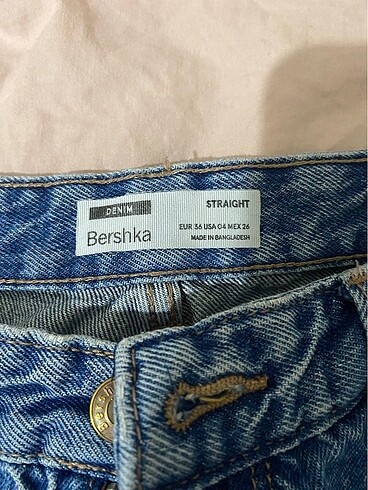 DENIM
Bershka
STRAIGHT
EUR 36 USA 04 MEX 26
MADE IN BANGLADESH